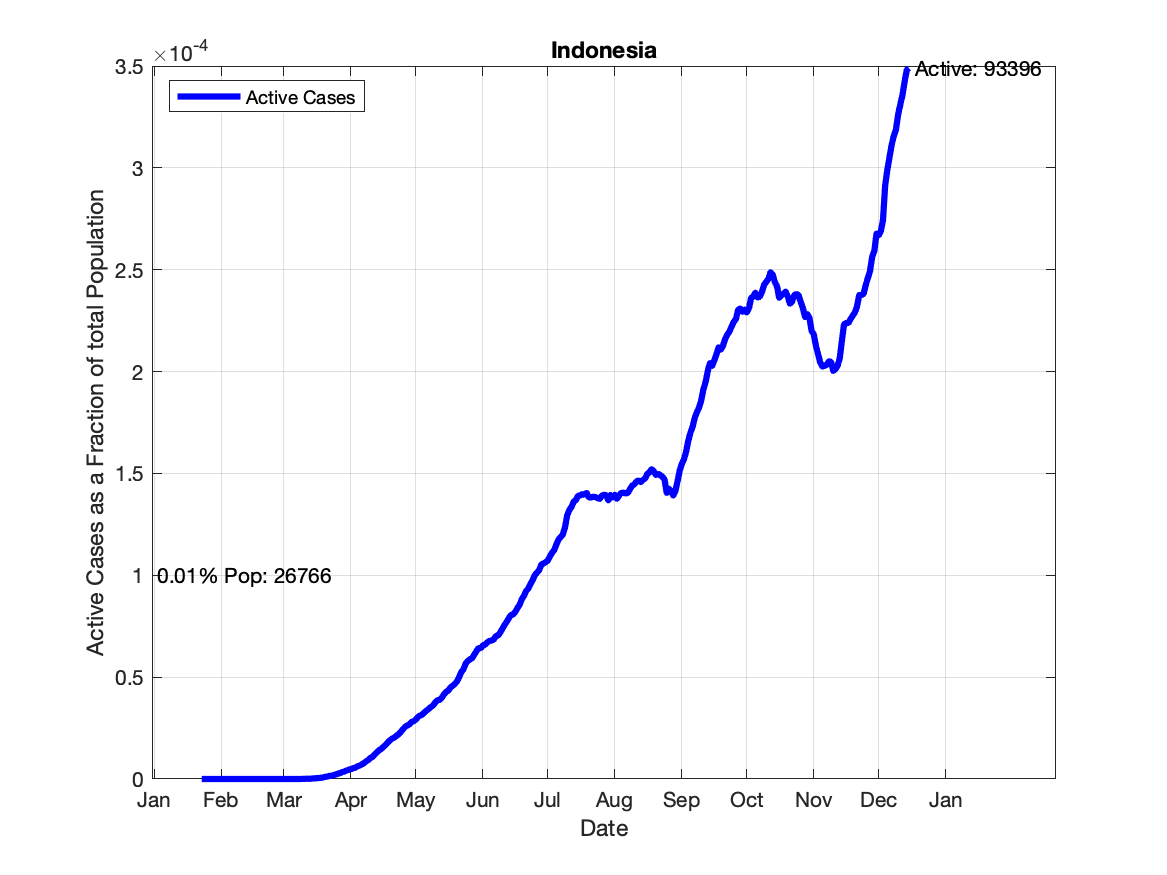 Indonesia
×10-4
3.5
3
2.5
2
1.5
1
0.5
0
Active Cases as a Fraction of total Population
Active Cases
Active: 93396
0.01% Pop: 26766
Jan Feb Mar Apr May Jun Jul Aug Sep Oct Nov Dec Jan
Date